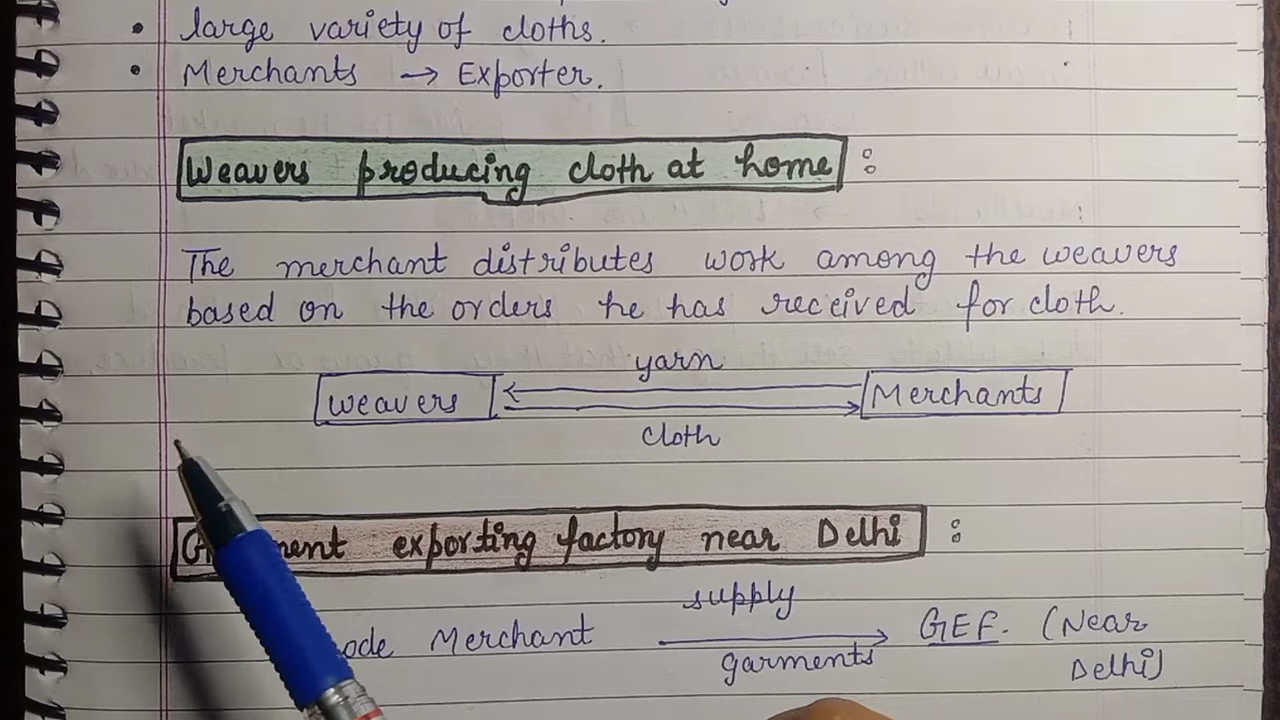 • large variety of cloths.
• Merchants → Exporter.
Weavers producing cloth at home :
The merchant distributes work among the weavers
based on the orders he has received for cloth.
yarn
Weavers Merchants
cloth
exporting factory near Delhi :
supply
Merchant → GEF. (Near
garments Delhi)